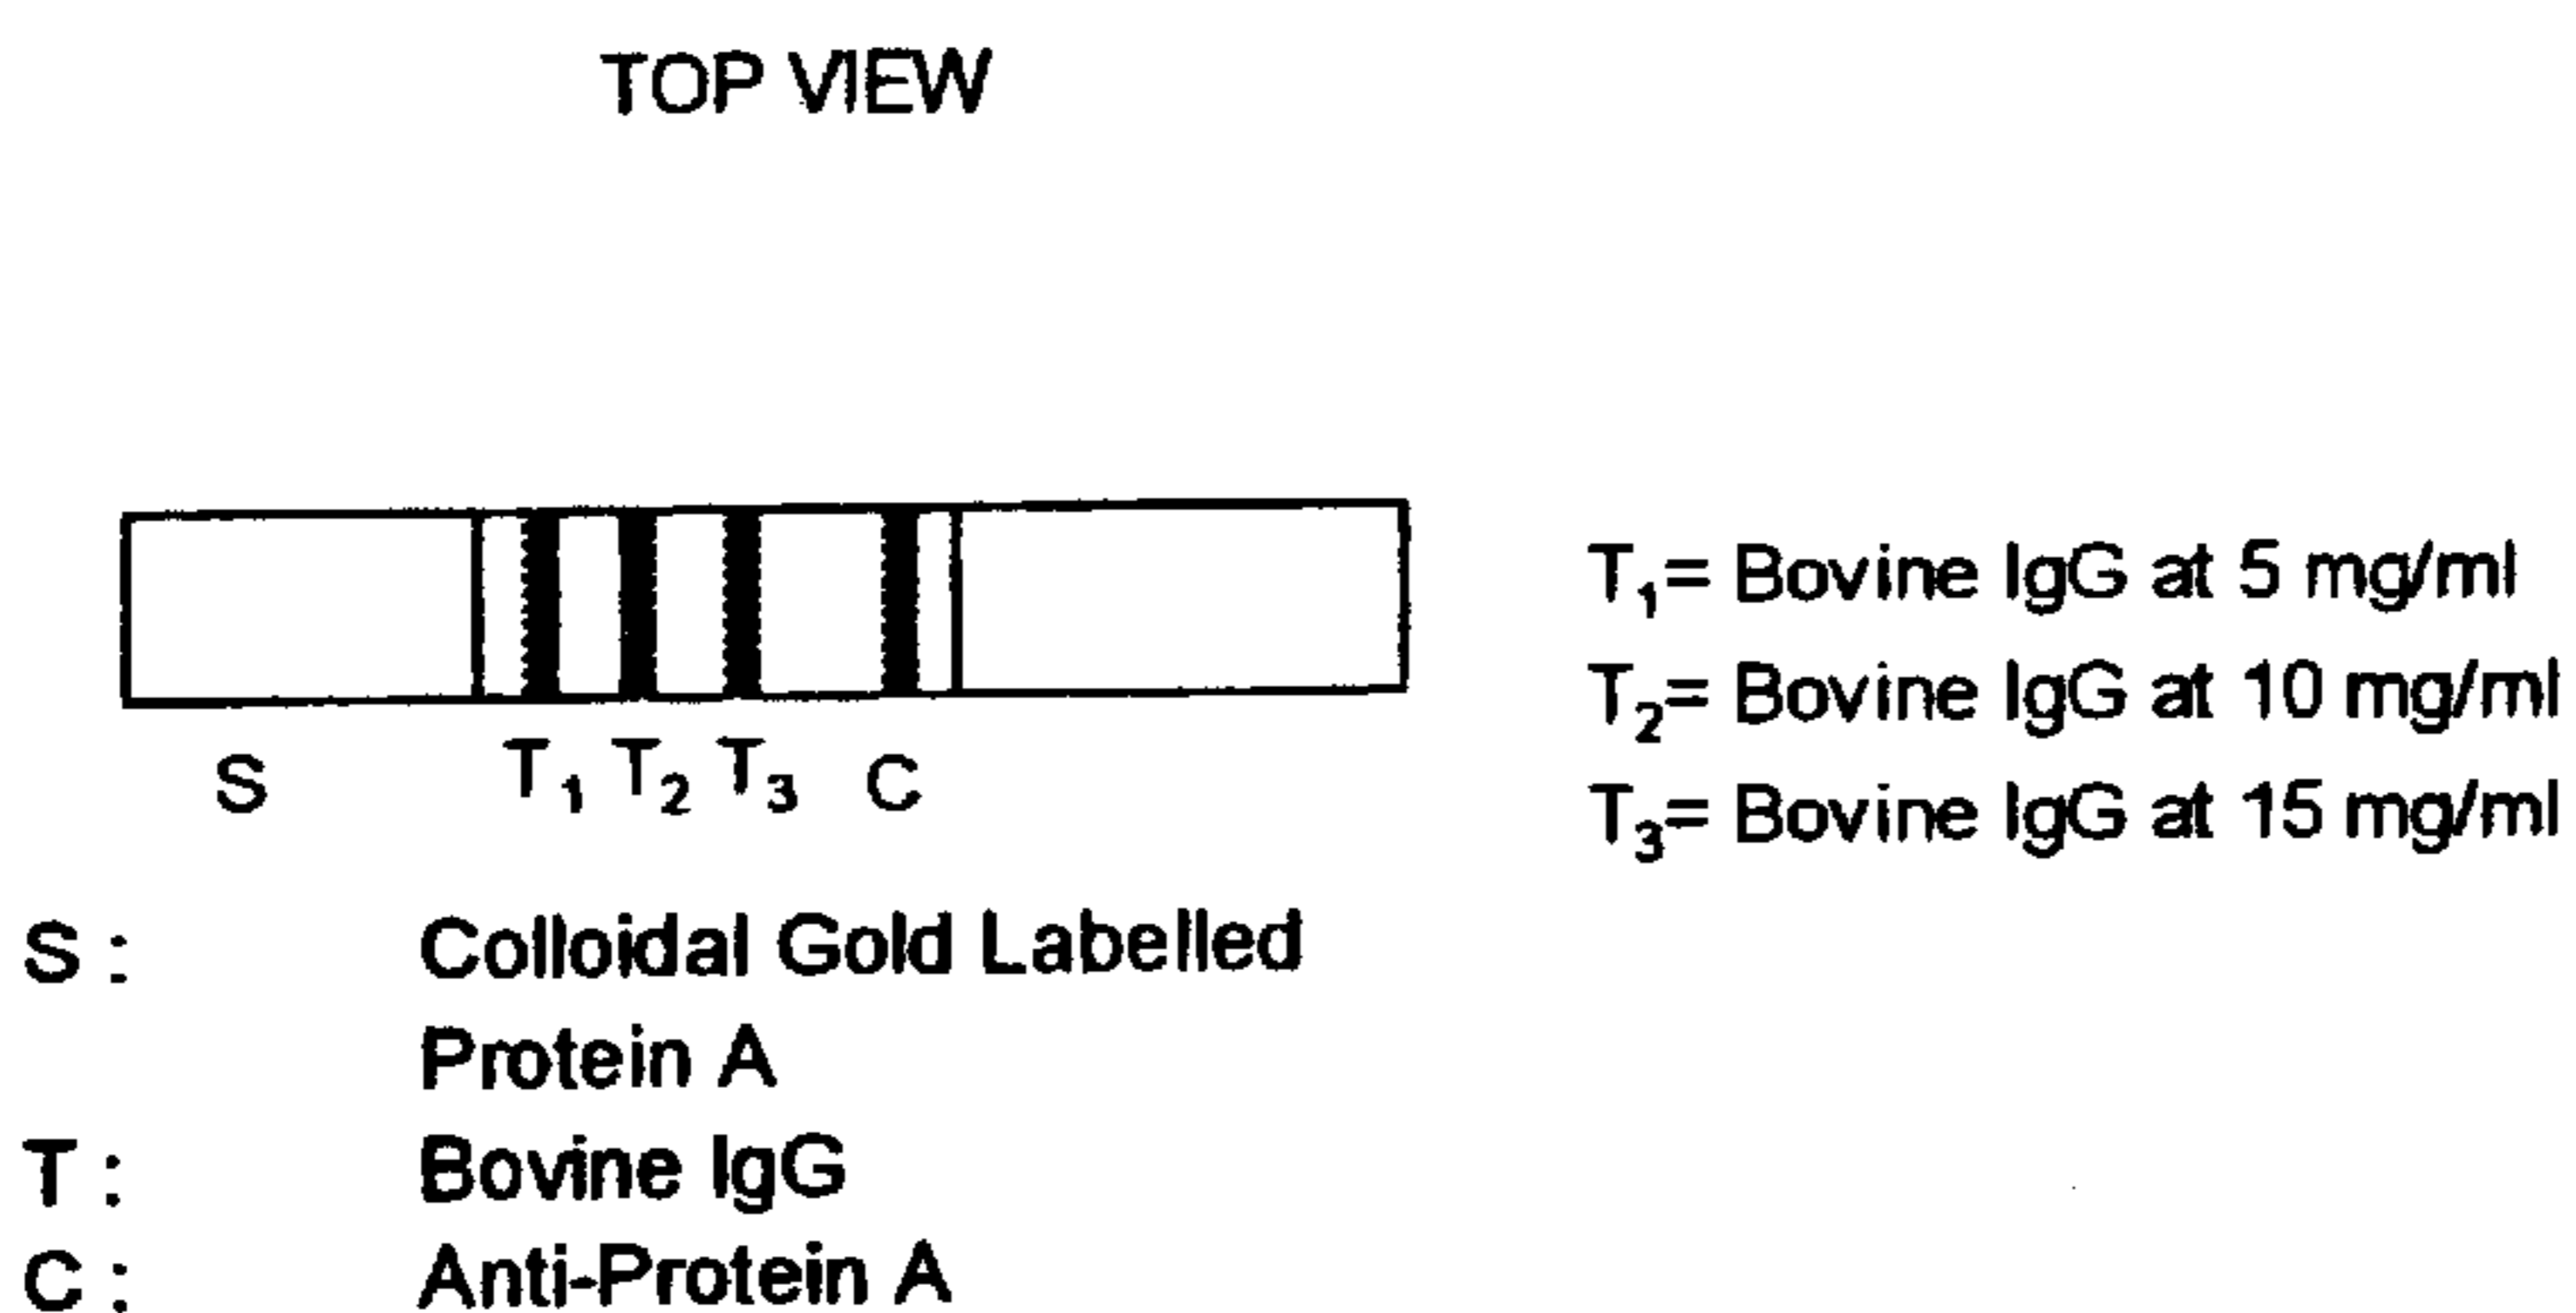 TOP VIEW
T₁= Bovine IgG at 5 mg/ml
T₂= Bovine IgG at 10 mg/ml
T₃= Bovine IgG at 15 mg/ml
S T₁ T₂ T₃ C
S : Colloidal Gold Labelled
Protein A
T : Bovine IgG
C : Anti-Protein A